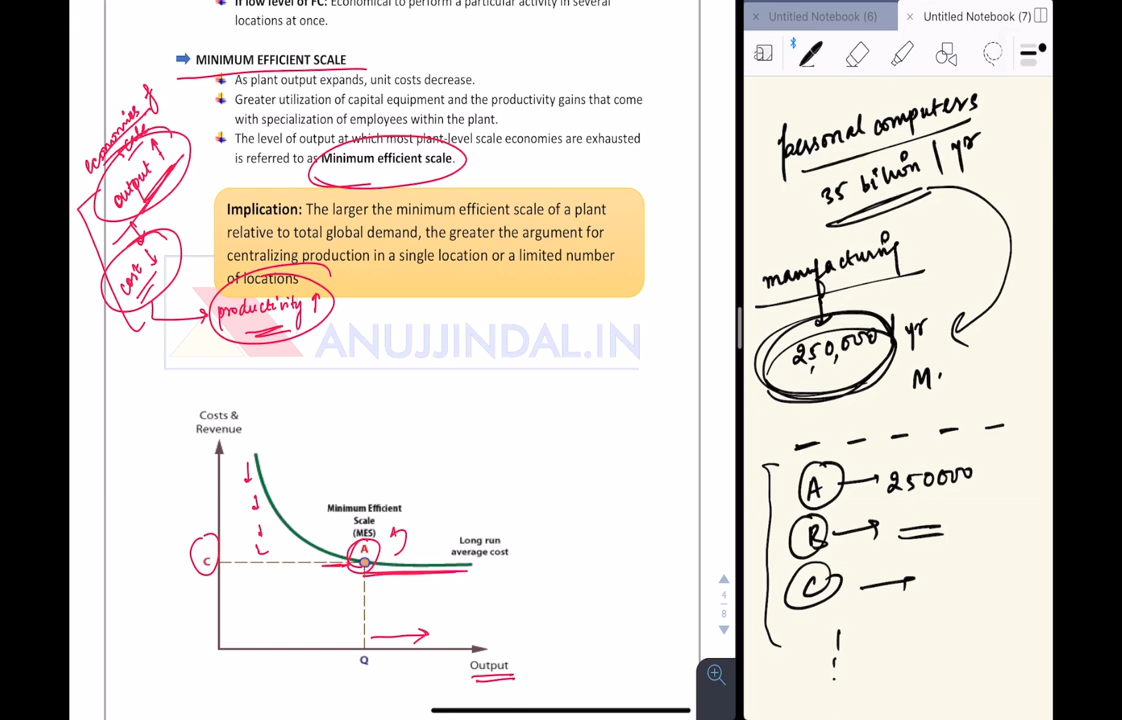 If low level of FC: Economical to perform a particular activity in several
locations at once.
MINIMUM EFFICIENT SCALE
As plant output expands, unit costs decrease.
Greater utilization of capital equipment and the productivity gains that come
with specialization of employees within the plant.
The level of output at which most plant-level scale economies are exhausted
is referred to as Minimum efficient scale.
economies of
scale
output ↑
cost ↓
Implication: The larger the minimum efficient scale of a plant
relative to total global demand, the greater the argument for
centralizing production in a single location or a limited number
of locations
productivity ↑
ANUJJINDAL.IN
Costs &
Revenue
Minimum Efficient
Scale
(MES)
A
A
Long run
average cost
C
Q
Output
4
8
Untitled Notebook (6)
Untitled Notebook (7)
personal computers
35 billion / yr
manufacturing
250,000 / yr
M.
A → 250000
B → =
C →